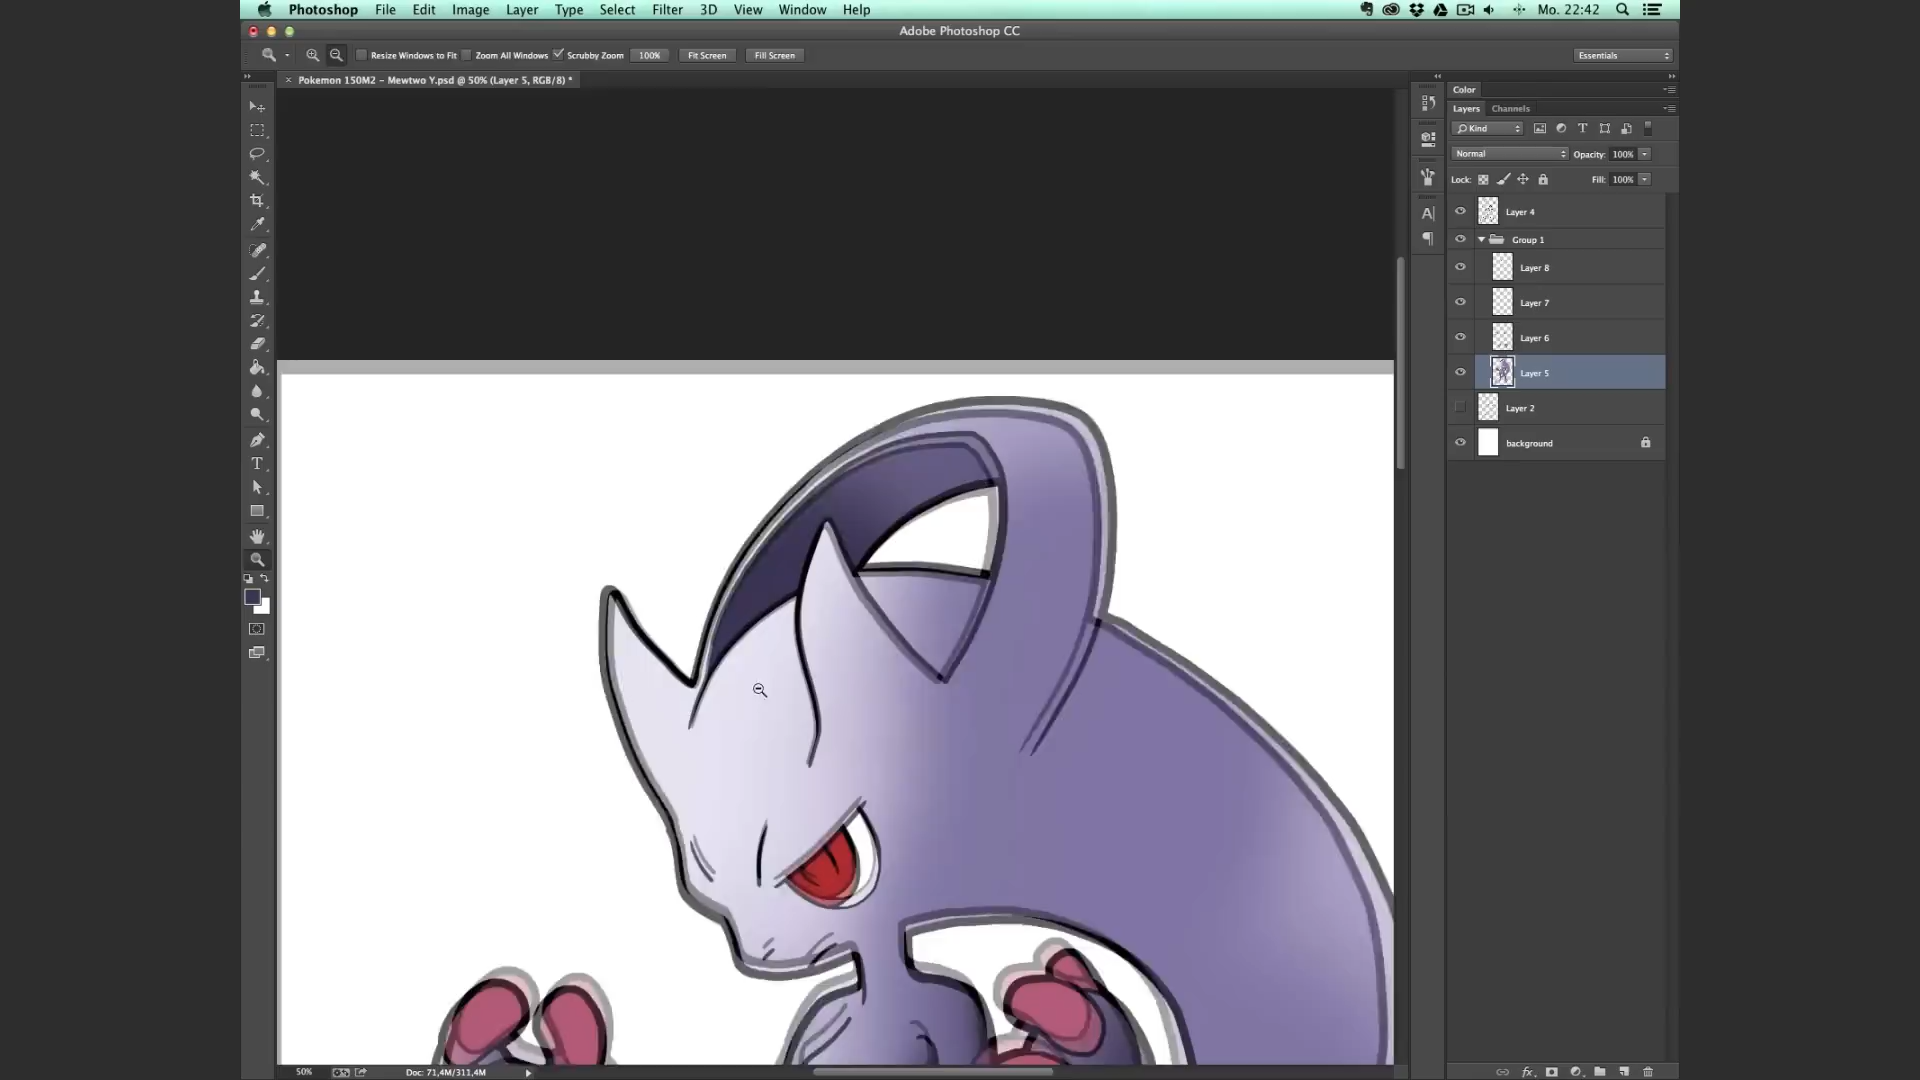 Photoshop File Edit Image Layer Type Select Filter 3D View Window Help Mo. 22:42
Adobe Photoshop CC
Resize Windows to Fit Zoom All Windows Scrubby Zoom 100% Fit Screen Fill Screen Essentials
Pokemon 150M2 - Mewtwo Y.psd @ 50% (Layer 5, RGB/8) *
Color
Layers Channels
Kind
Normal Opacity: 100%
Lock: Fill: 100%
Layer 4
Group 1
Layer 8
Layer 7
Layer 6
Layer 5
Layer 2
background
50% Doc: 71,4M/311,4M